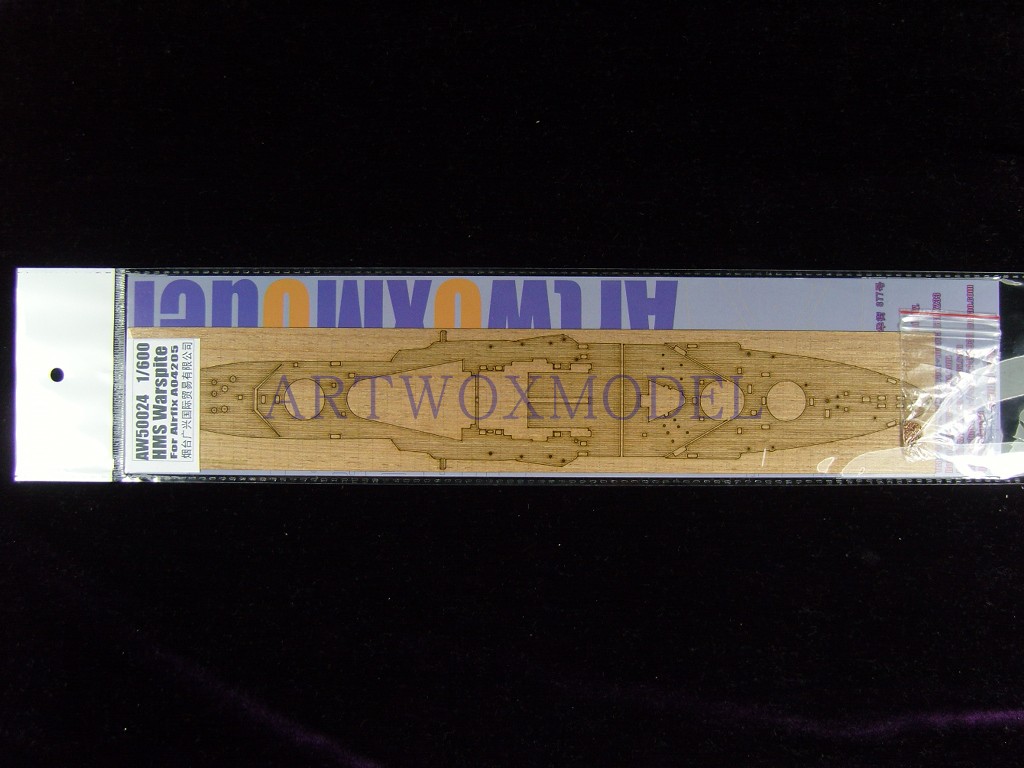 AW50024 1/600
HMS Warspite
For Airfix A04205
烟台广兴国际贸易有限公司
Artwoxmodel
ARTWOXMODEL